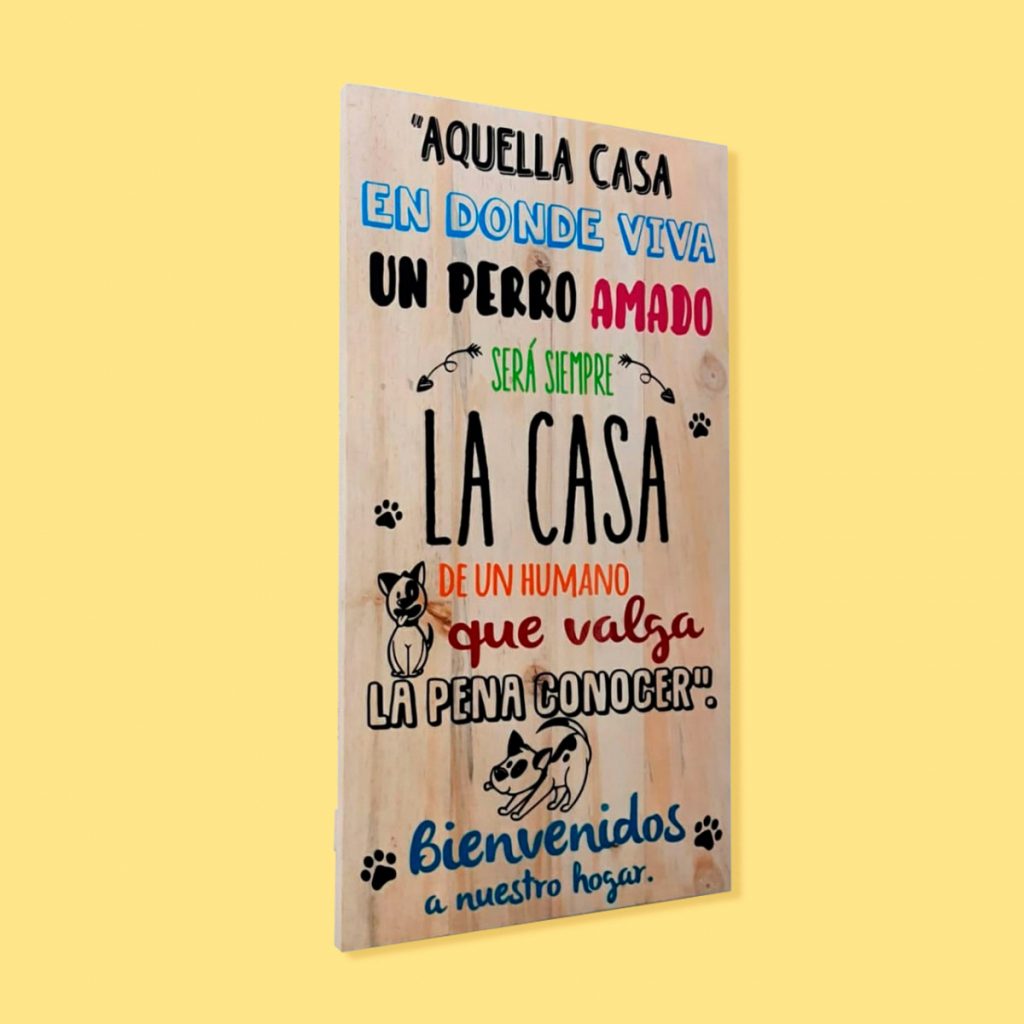 "AQUELLA CASA
EN DONDE VIVA
UN PERRO AMADO
SERÁ SIEMPRE
LA CASA
DE UN HUMANO
que valga
LA PENA CONOCER".
Bienvenidos
a nuestro hogar.